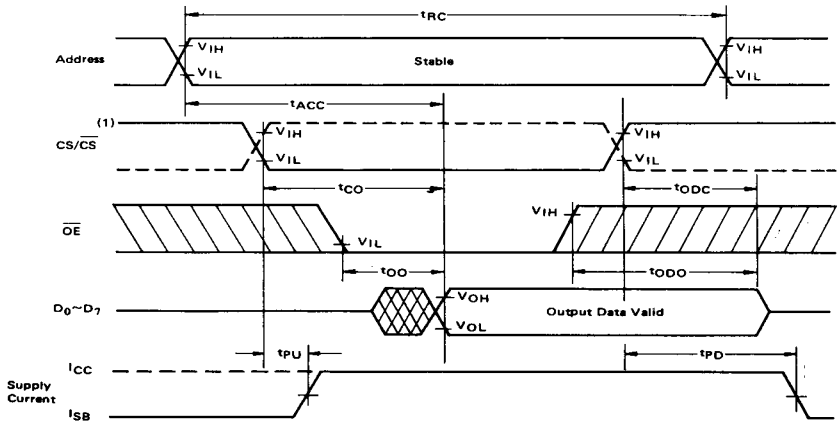 tRC
Address
VIH
VIL
Stable
VIH
VIL
tACC
(1)
CS/CS
VIH
VIL
VIH
VIL
tCO
tODC
OE
VIL
VIH
tOO
tODO
D0~D7
VOH
VOL
Output Data Valid
tPU
tPD
ICC
Supply
Current
ISB